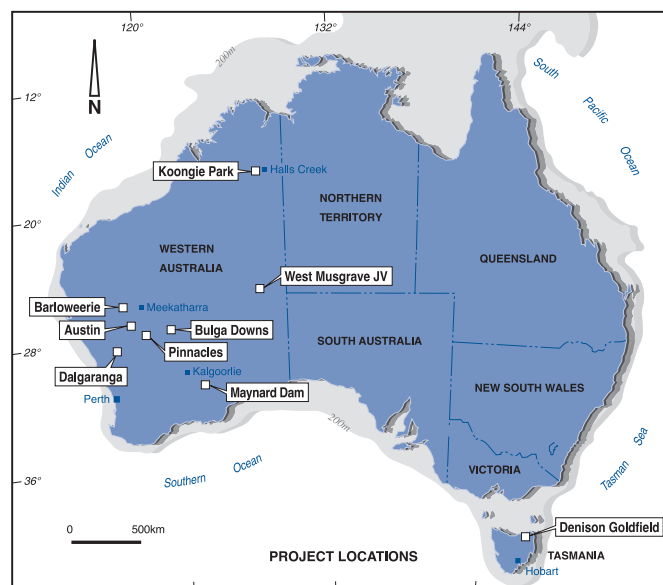 120°
132°
144°
200m
South
Pacific
Ocean
12°
N
Indian Ocean
Koongie Park
Halls Creek
NORTHERN
TERRITORY
20°
WESTERN
AUSTRALIA
QUEENSLAND
West Musgrave JV
Barloweerie
Meekatharra
Austin
Bulga Downs
Pinnacles
SOUTH AUSTRALIA
28°
Dalgaranga
Kalgoorlie
Maynard Dam
NEW SOUTH WALES
Perth
200m
Tasman Sea
Southern Ocean
VICTORIA
36°
0 500km
Denison Goldfield
PROJECT LOCATIONS
TASMANIA
Hobart